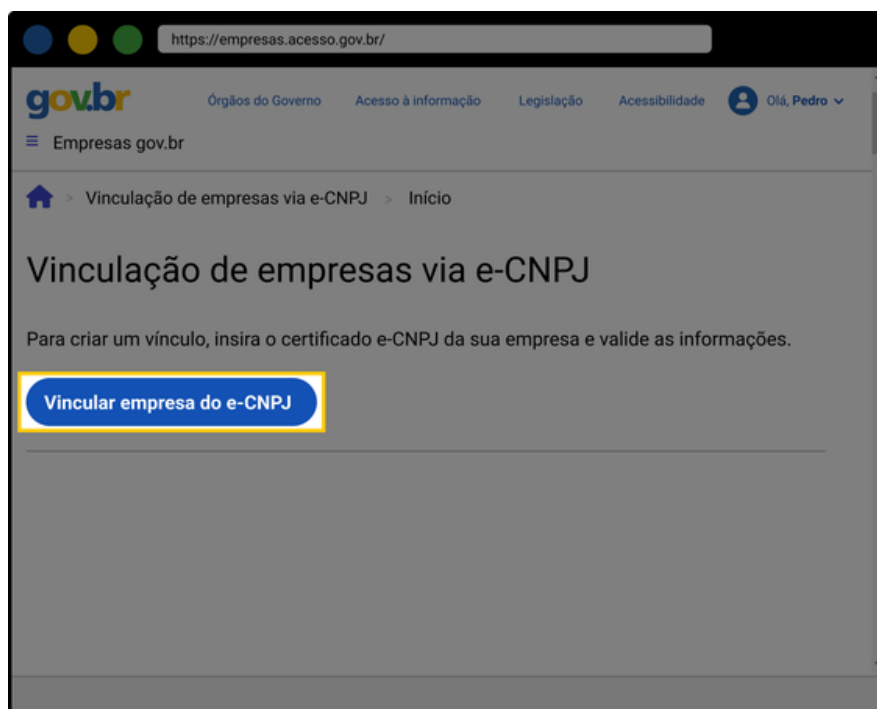 https://empresas.acesso.gov.br/
gov.br Órgãos do Governo Acesso à informação Legislação Acessibilidade Olá, Pedro
Empresas gov.br
> Vinculação de empresas via e-CNPJ > Início
Vinculação de empresas via e-CNPJ
Para criar um vínculo, insira o certificado e-CNPJ da sua empresa e valide as informações.
Vincular empresa do e-CNPJ